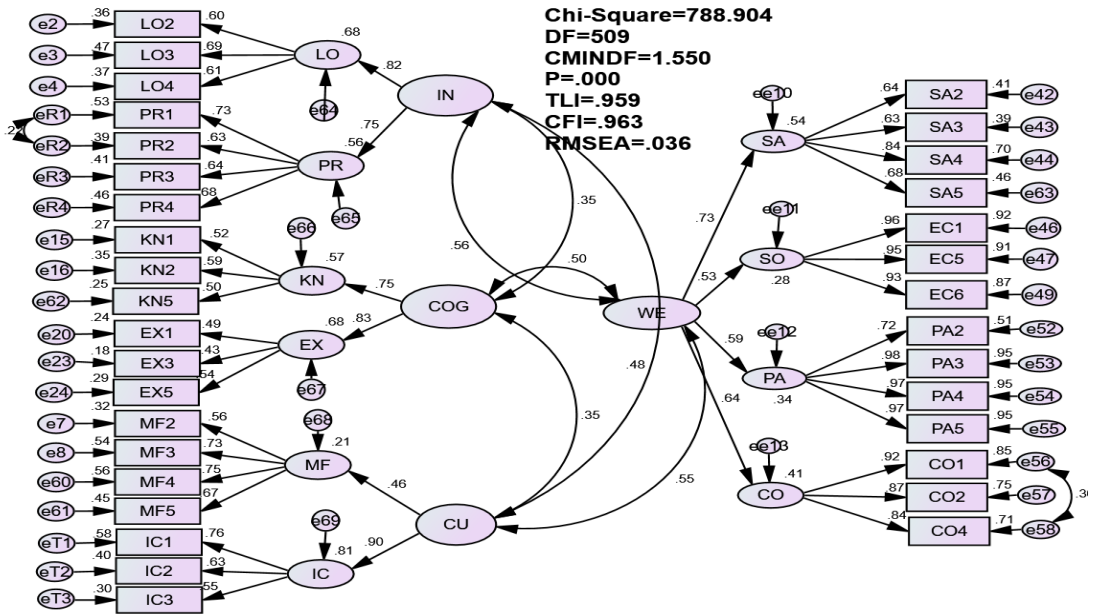 Chi-Square=788.904
DF=509
CMINDF=1.550
P=.000
TLI=.959
CFI=.963
RMSEA=.036
e2 .36 LO2 .60
e3 .47 LO3 .69
e4 .37 LO4 .61
LO .68
e64
.82
IN
eR1 .53 PR1 .73
eR2 .39 PR2 .63
eR3 .41 PR3 .64
eR4 .46 PR4 .68
PR .56
.75
e65
e15 .27 KN1 .52
e16 .35 KN2 .59
e62 .25 KN5 .50
e66
KN .57
.75
COG
e20 .24 EX1 .49
e23 .18 EX3 .43
e24 .29 EX5 .54
EX .68
.83
e67
e7 .32 MF2 .56
e8 .54 MF3 .73
e60 .56 MF4 .75
e61 .45 MF5 .67
e68
MF .21
.46
CU
eT1 .58 IC1 .76
eT2 .40 IC2 .63
eT3 .30 IC3 .55
e69
IC .81
.90
.35
.56
.50
.48
.35
.55
WE
.73
.53
.59
.64
ee10
SA .54
.64 SA2 .41 e42
.63 SA3 .39 e43
.84 SA4 .70 e44
.68 SA5 .46 e63
ee11
SO .28
.96 EC1 .92 e46
.95 EC5 .91 e47
.93 EC6 .87 e49
ee12
PA .34
.72 PA2 .51 e52
.98 PA3 .95 e53
.97 PA4 .95 e54
.97 PA5 .95 e55
ee13
CO .41
.92 CO1 .85 e56
.87 CO2 .75 e57
.84 CO4 .71 e58